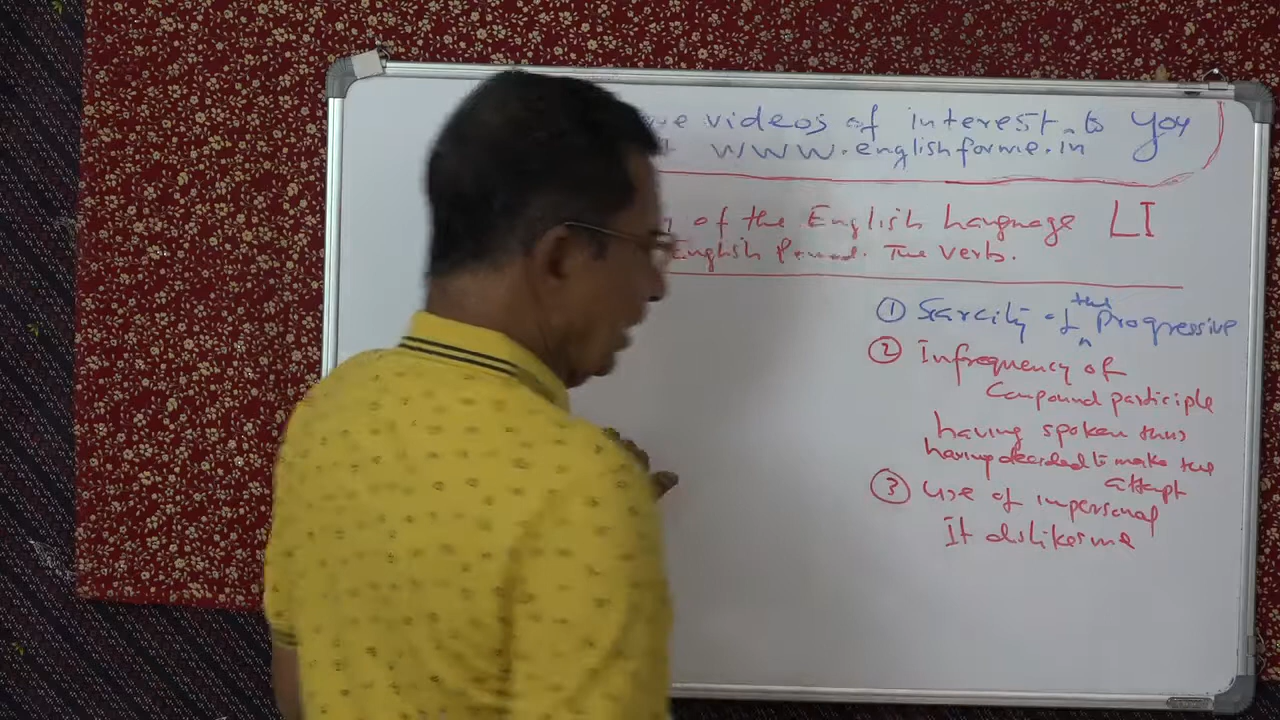 videos of interest to you
www.englishforme.in
of the English Language LI
English Period. The Verb.
① Scarcity of the progressive
② Infrequency of
Compound participle
having spoken thus
having decided to make the
attempt
③ Use of impersonal
It dislikes me